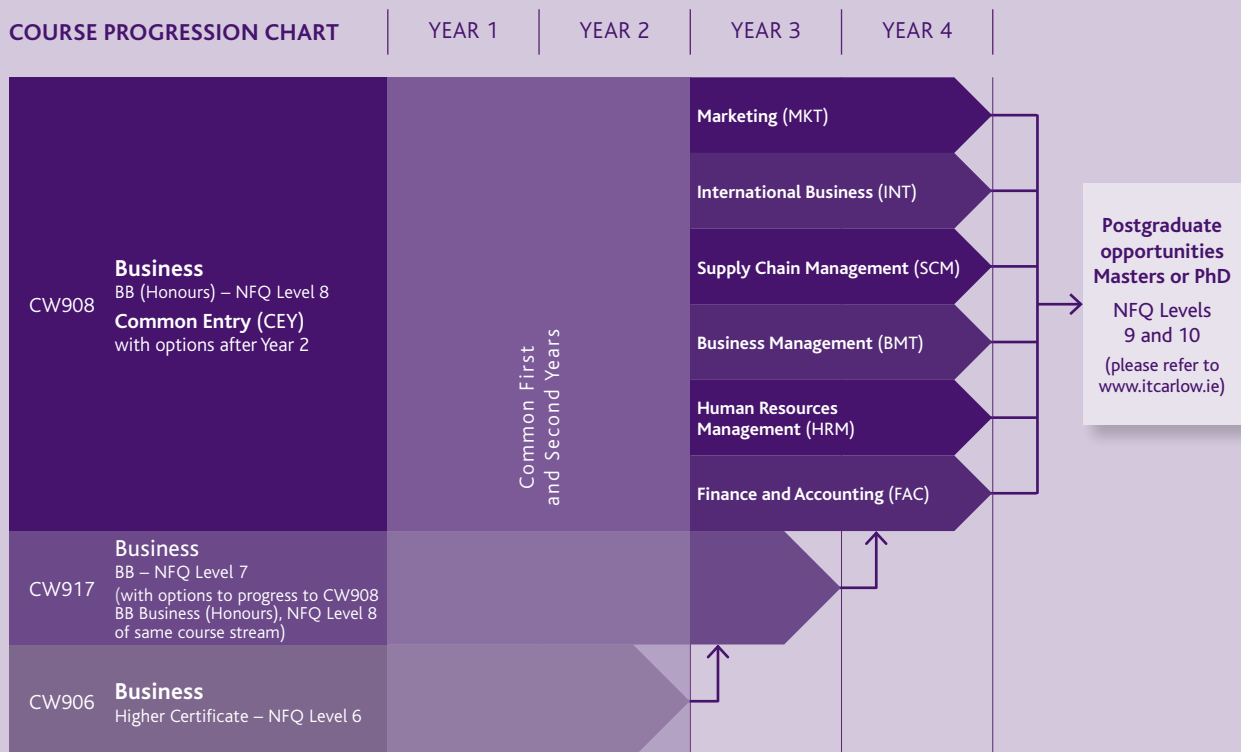 COURSE PROGRESSION CHART
YEAR 1
YEAR 2
YEAR 3
YEAR 4
CW908
Business
BB (Honours) – NFQ Level 8
Common Entry (CEY)
with options after Year 2
Common First
and Second Years
Marketing (MKT)
International Business (INT)
Supply Chain Management (SCM)
Business Management (BMT)
Human Resources
Management (HRM)
Finance and Accounting (FAC)
Postgraduate
opportunities
Masters or PhD
NFQ Levels
9 and 10
(please refer to
www.itcarlow.ie)
CW917
Business
BB – NFQ Level 7
(with options to progress to CW908
BB Business (Honours), NFQ Level 8
of same course stream)
CW906
Business
Higher Certificate – NFQ Level 6